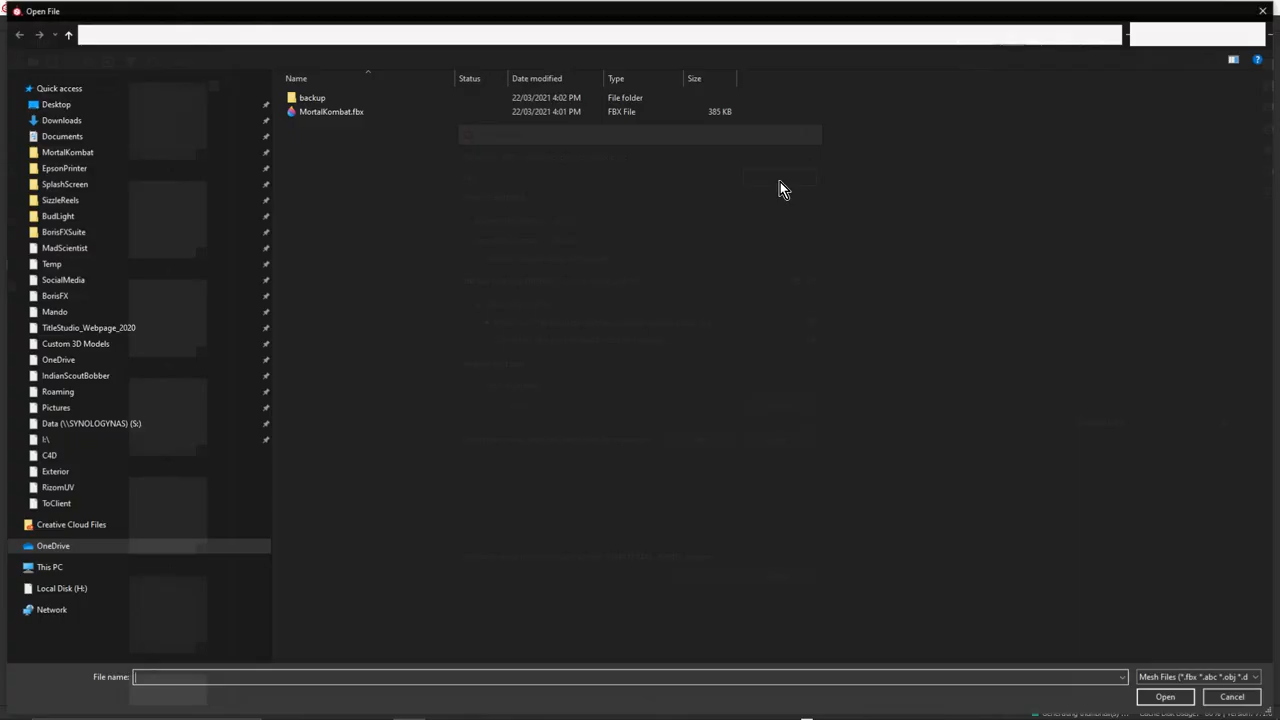 Open File
Name Status Date modified Type Size
Quick access
Desktop
Downloads
Documents
MortalKombat
EpsonPrinter
SplashScreen
SizzleReels
BudLight
BorisFXSuite
MadScientist
Temp
SocialMedia
BorisFX
Mando
TitleStudio_Webpage_2020
Custom 3D Models
OneDrive
IndianScoutBobber
Roaming
Pictures
Data (\\SYNOLOGYNAS) (S:)
I:\
C4D
Exterior
RizomUV
ToClient
Creative Cloud Files
OneDrive
This PC
Local Disk (H:)
Network
backup 22/03/2021 4:02 PM File folder
MortalKombat.fbx 22/03/2021 4:01 PM FBX File 385 KB
File name: Mesh Files (*.fbx *.abc *.obj *.d
Open Cancel